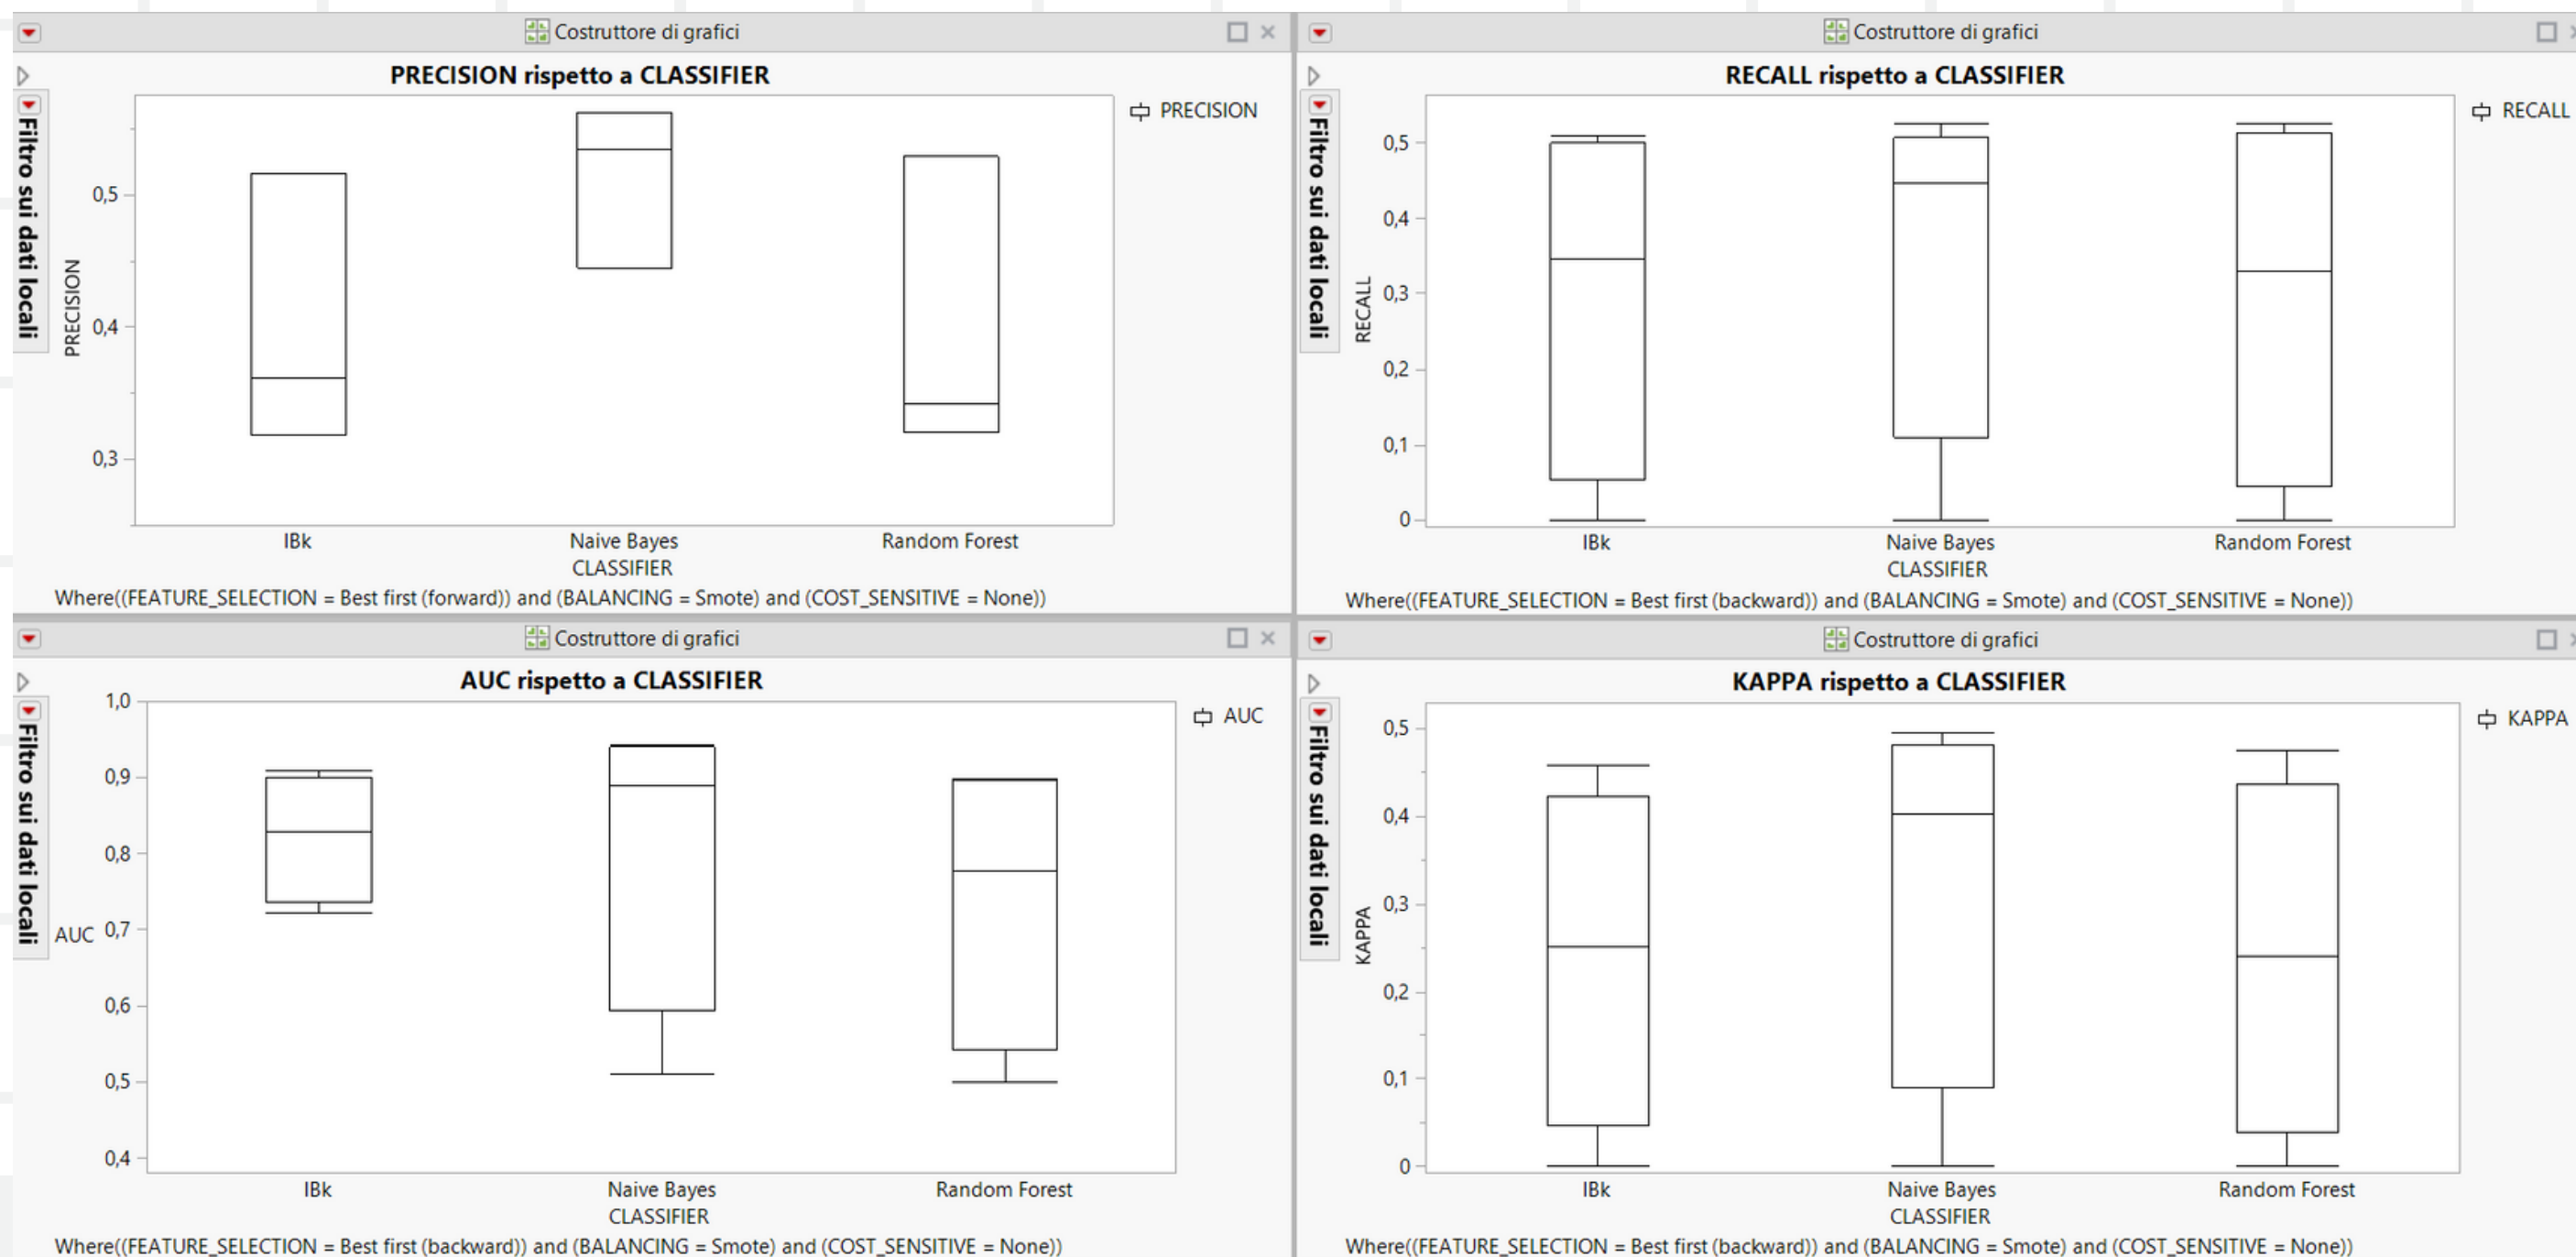 Costruttore di grafici
PRECISION rispetto a CLASSIFIER
Filtro sui dati locali
PRECISION
0,5
0,4
0,3
PRECISION
IBk
Naive Bayes
Random Forest
CLASSIFIER
Where((FEATURE_SELECTION = Best first (forward)) and (BALANCING = Smote) and (COST_SENSITIVE = None))
Costruttore di grafici
RECALL rispetto a CLASSIFIER
Filtro sui dati locali
RECALL
0,5
0,4
0,3
0,2
0,1
0
RECALL
IBk
Naive Bayes
Random Forest
CLASSIFIER
Where((FEATURE_SELECTION = Best first (backward)) and (BALANCING = Smote) and (COST_SENSITIVE = None))
Costruttore di grafici
AUC rispetto a CLASSIFIER
Filtro sui dati locali
AUC
1,0
0,9
0,8
0,7
0,6
0,5
0,4
AUC
IBk
Naive Bayes
Random Forest
CLASSIFIER
Where((FEATURE_SELECTION = Best first (backward)) and (BALANCING = Smote) and (COST_SENSITIVE = None))
Costruttore di grafici
KAPPA rispetto a CLASSIFIER
Filtro sui dati locali
KAPPA
0,5
0,4
0,3
0,2
0,1
0
KAPPA
IBk
Naive Bayes
Random Forest
CLASSIFIER
Where((FEATURE_SELECTION = Best first (backward)) and (BALANCING = Smote) and (COST_SENSITIVE = None))